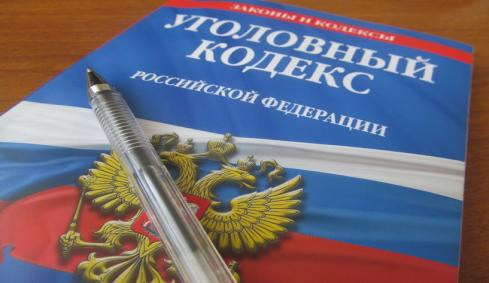 ЗАКОНЫ И КОДЕКСЫ
УГОЛОВНЫЙ
КОДЕКС
РОССИЙСКОЙ ФЕДЕРАЦИИ